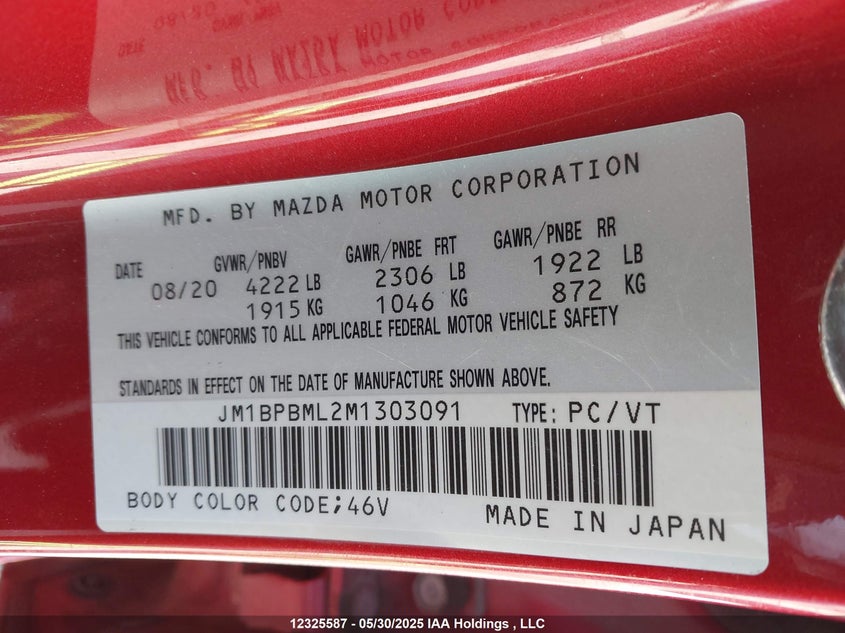 MFD. BY MAZDA MOTOR CORPORATION
DATE GVWR/PNBV GAWR/PNBE FRT GAWR/PNBE RR
08/20 4222 LB 2306 LB 1922 LB
1915 KG 1046 KG 872 KG
THIS VEHICLE CONFORMS TO ALL APPLICABLE FEDERAL MOTOR VEHICLE SAFETY
STANDARDS IN EFFECT ON THE DATE OF MANUFACTURE SHOWN ABOVE.
JM1BPBML2M1303091 TYPE: PC/VT
BODY COLOR CODE;46V MADE IN JAPAN
12325587 - 05/30/2025 IAA Holdings , LLC